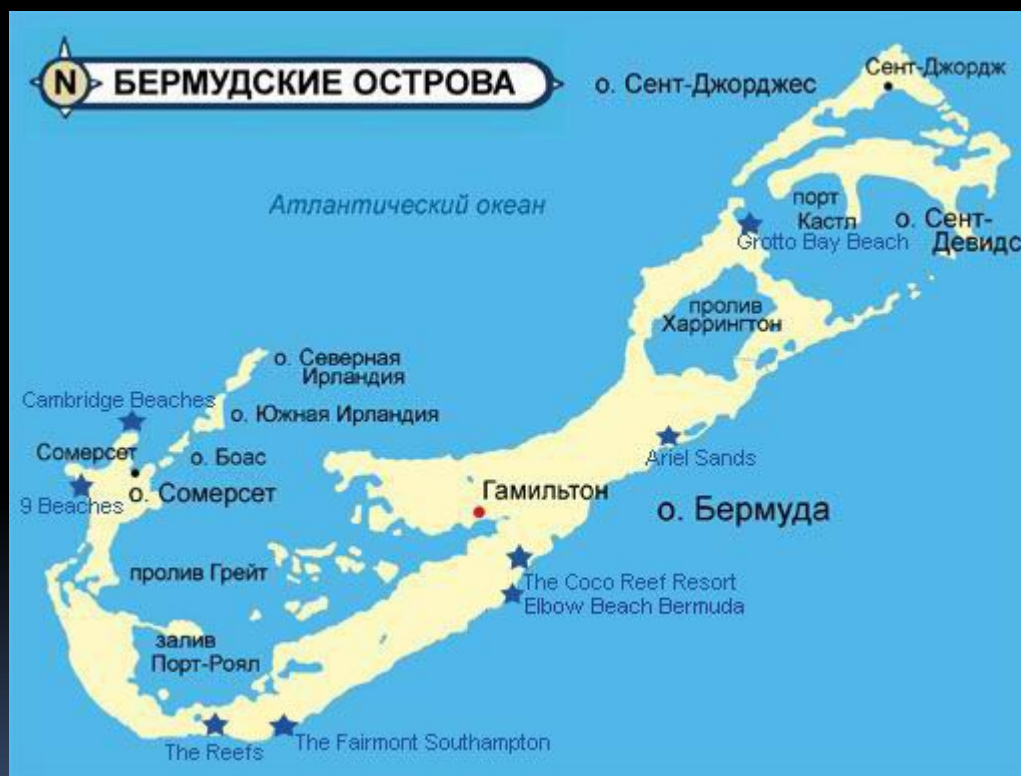 N
БЕРМУДСКИЕ ОСТРОВА
о. Сент-Джорджес
Сент-Джордж
Атлантический океан
порт
Кастл
о. Сент-
Девидс
Grotto Bay Beach
пролив
Харрингтон
о. Северная
Ирландия
Cambridge Beaches
о. Южная Ирландия
Сомерсет
о. Боас
Ariel Sands
9 Beaches
о. Сомерсет
Гамильтон
о. Бермуда
пролив Грейт
The Coco Reef Resort
Elbow Beach Bermuda
залив
Порт-Роял
The Reefs
The Fairmont Southampton